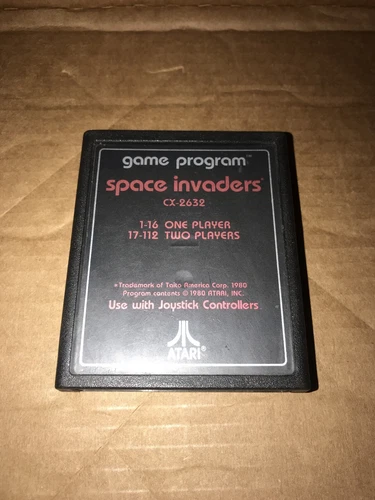 game program™
space invaders*
CX-2632
1-16 ONE PLAYER
17-112 TWO PLAYERS
*Trademark of Taito America Corp. 1980
Program contents © 1980 ATARI, INC.
Use with Joystick Controllers
ATARI®